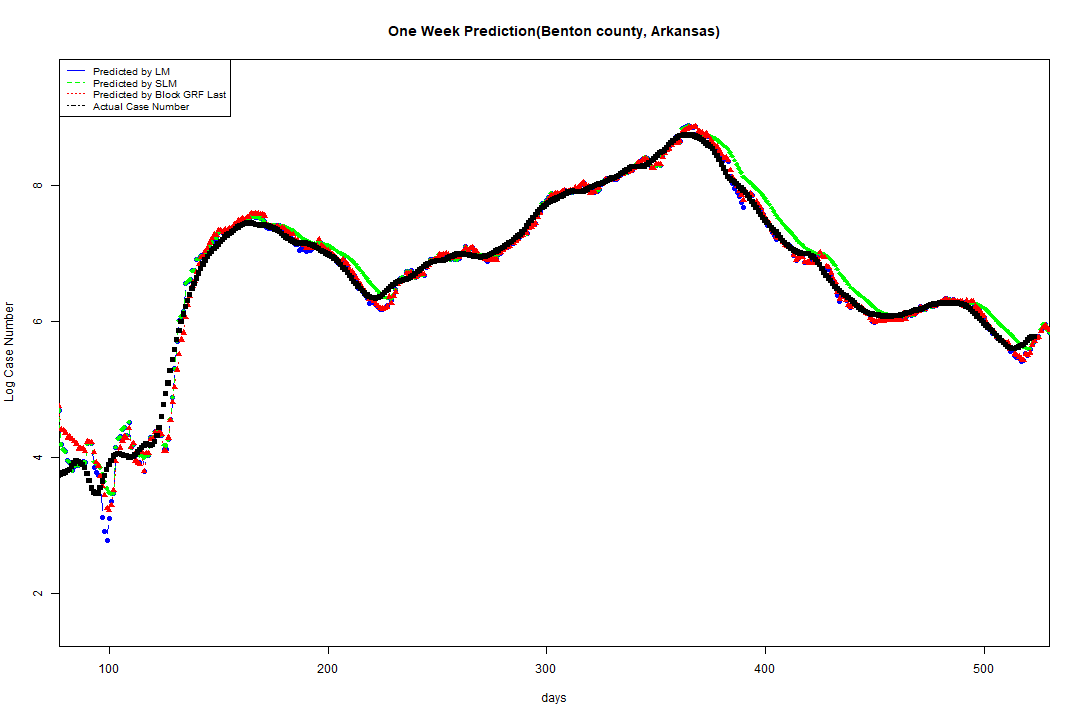 One Week Prediction(Benton county, Arkansas)
Predicted by LM
Predicted by SLM
Predicted by Block GRF Last
Actual Case Number
Log Case Number
8
6
4
2
100 200 300 400 500
days